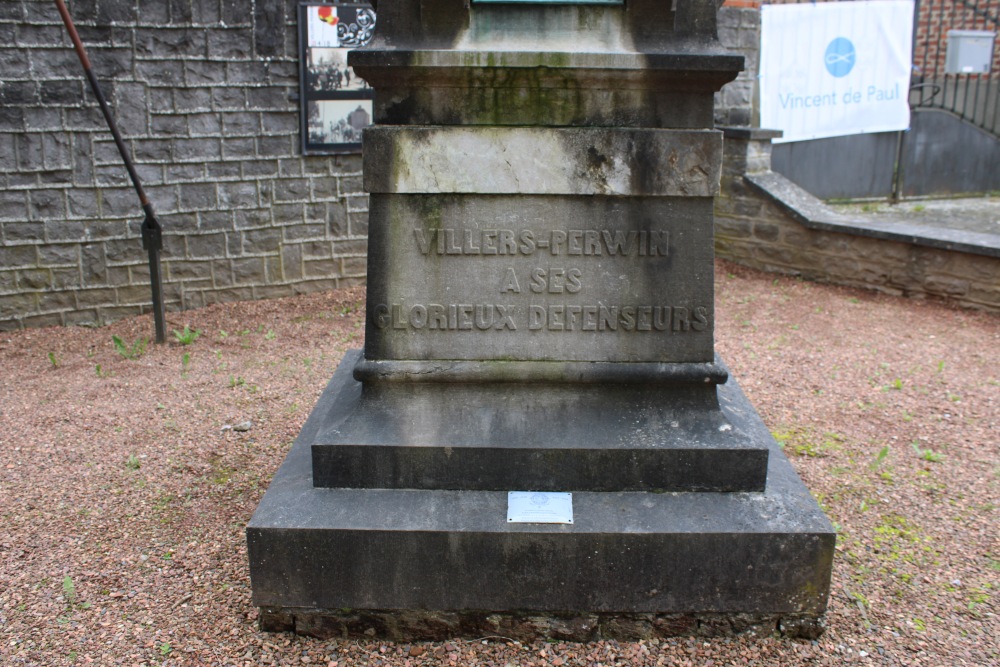 Vincent de Paul
VILLERS-PERWIN
A SES
GLORIEUX DEFENSEURS